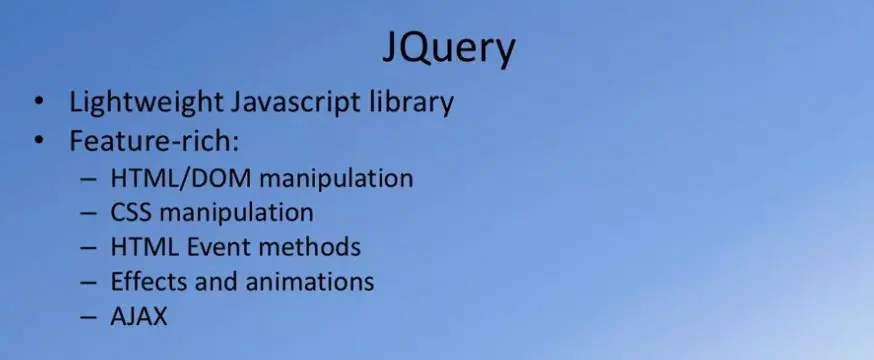 JQuery
• Lightweight Javascript library
• Feature-rich:
– HTML/DOM manipulation
– CSS manipulation
– HTML Event methods
– Effects and animations
– AJAX